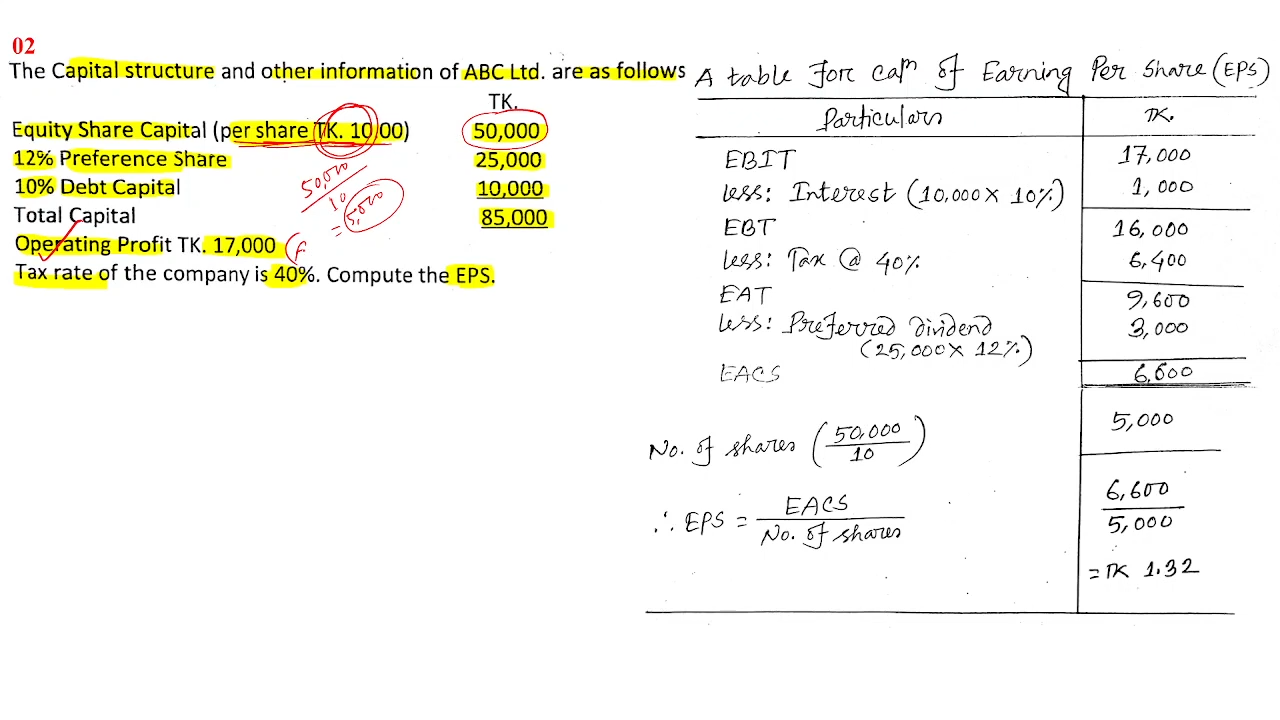 02
The Capital structure and other information of ABC Ltd. are as follows
TK.
Equity Share Capital (per share TK. 10.00) 50,000
12% Preference Share 25,000
10% Debt Capital 10,000
Total Capital 85,000
Operating Profit TK. 17,000
Tax rate of the company is 40%. Compute the EPS.
50,000
10
= 5,000
A table for Calⁿ of Earning Per Share (EPS)
Particulars TK.
EBIT 17,000
less: Interest (10,000 × 10%) 1,000
EBT 16,000
less: Tax @ 40% 6,400
EAT 9,600
less: Preferred dividend 3,000
(25,000 × 12%)
EACS 6,600
No. of shares (50,000/10) 5,000
∴ EPS = EACS/No. of shares 6,600/5,000
= TK 1.32